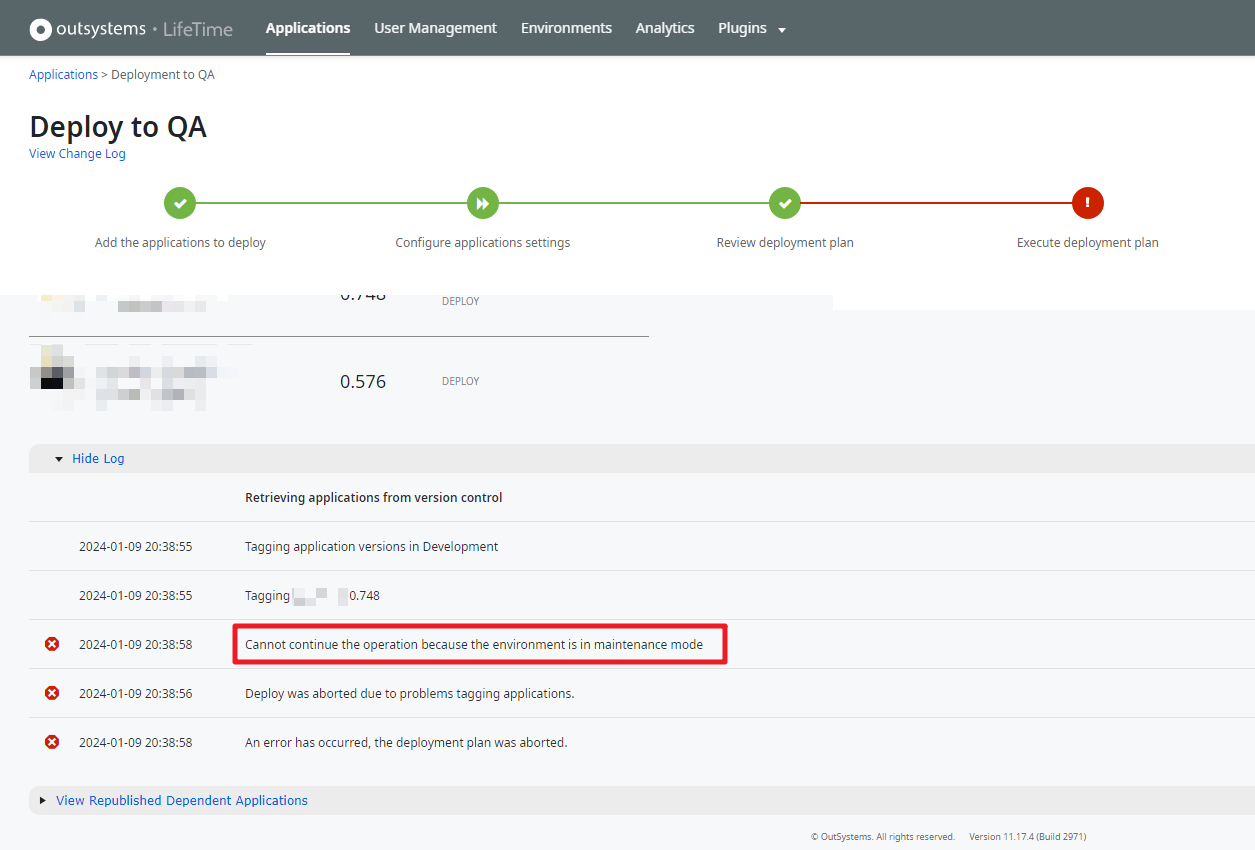 outsystems • LifeTime Applications User Management Environments Analytics Plugins
Applications > Deployment to QA
Deploy to QA
View Change Log
Add the applications to deploy Configure applications settings Review deployment plan Execute deployment plan
0.748 DEPLOY
0.576 DEPLOY
Hide Log
Retrieving applications from version control
2024-01-09 20:38:55 Tagging application versions in Development
2024-01-09 20:38:55 Tagging 0.748
2024-01-09 20:38:58 Cannot continue the operation because the environment is in maintenance mode
2024-01-09 20:38:56 Deploy was aborted due to problems tagging applications.
2024-01-09 20:38:58 An error has occurred, the deployment plan was aborted.
View Republished Dependent Applications
© OutSystems. All rights reserved. Version 11.17.4 (Build 2971)